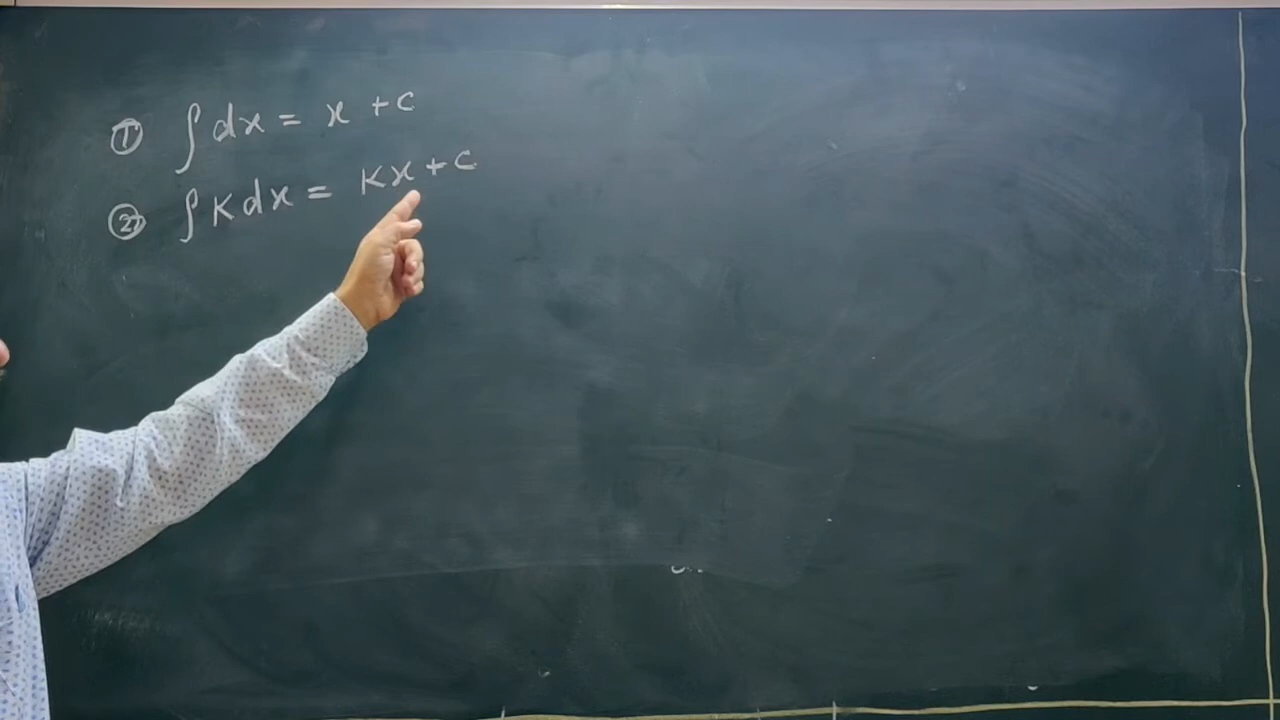 ① ∫dx = x + c
② ∫K dx = Kx + c